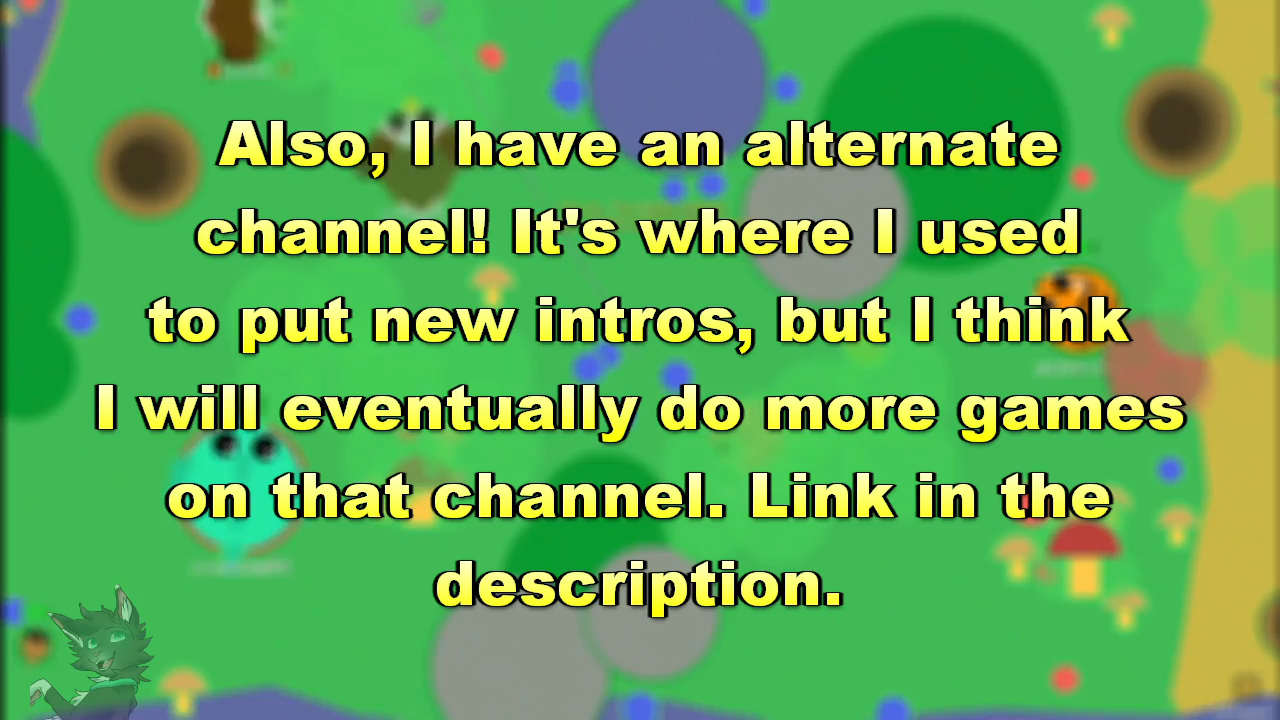 Also, I have an alternate
channel! It's where I used
to put new intros, but I think
I will eventually do more games
on that channel. Link in the
description.